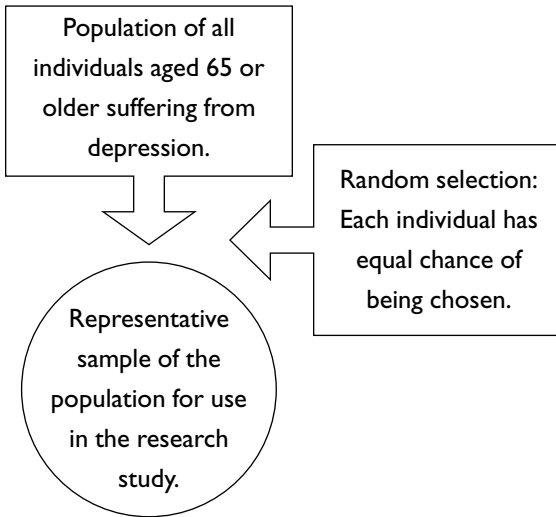 Population of all
individuals aged 65 or
older suffering from
depression.
Random selection:
Each individual has
equal chance of
being chosen.
Representative
sample of the
population for use
in the research
study.